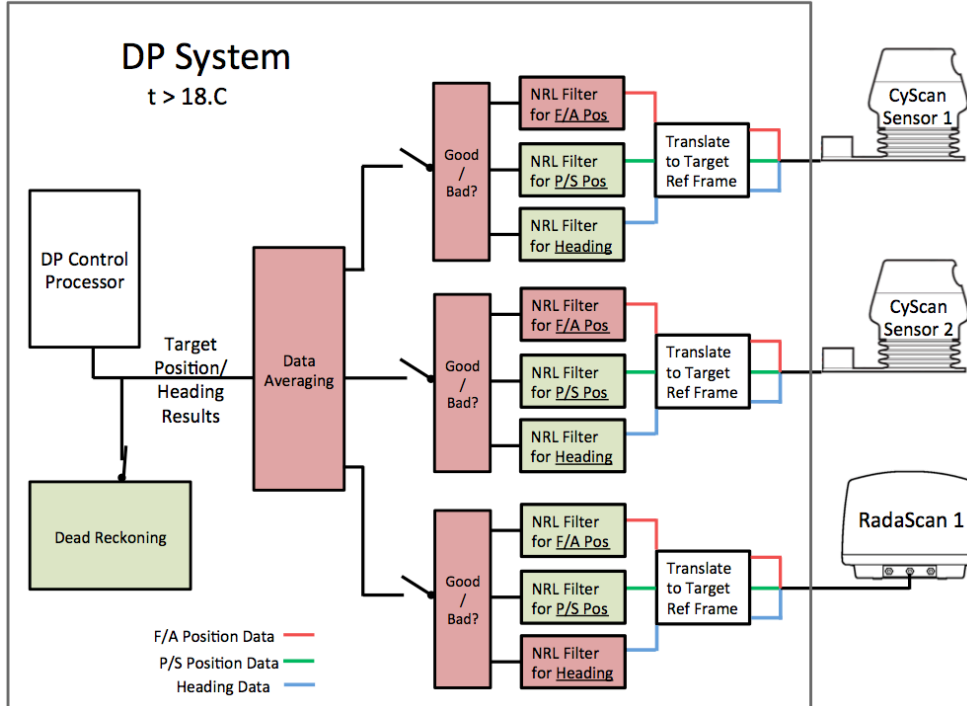 DP System
t > 18.C
DP Control
Processor
Target
Position/
Heading
Results
Dead Reckoning
Data
Averaging
Good
/
Bad?
NRL Filter
for F/A Pos
NRL Filter
for P/S Pos
NRL Filter
for Heading
Translate
to Target
Ref Frame
CyScan
Sensor 1
Good
/
Bad?
NRL Filter
for F/A Pos
NRL Filter
for P/S Pos
NRL Filter
for Heading
Translate
to Target
Ref Frame
CyScan
Sensor 2
Good
/
Bad?
NRL Filter
for F/A Pos
NRL Filter
for P/S Pos
NRL Filter
for Heading
Translate
to Target
Ref Frame
RadaScan 1
F/A Position Data
P/S Position Data
Heading Data